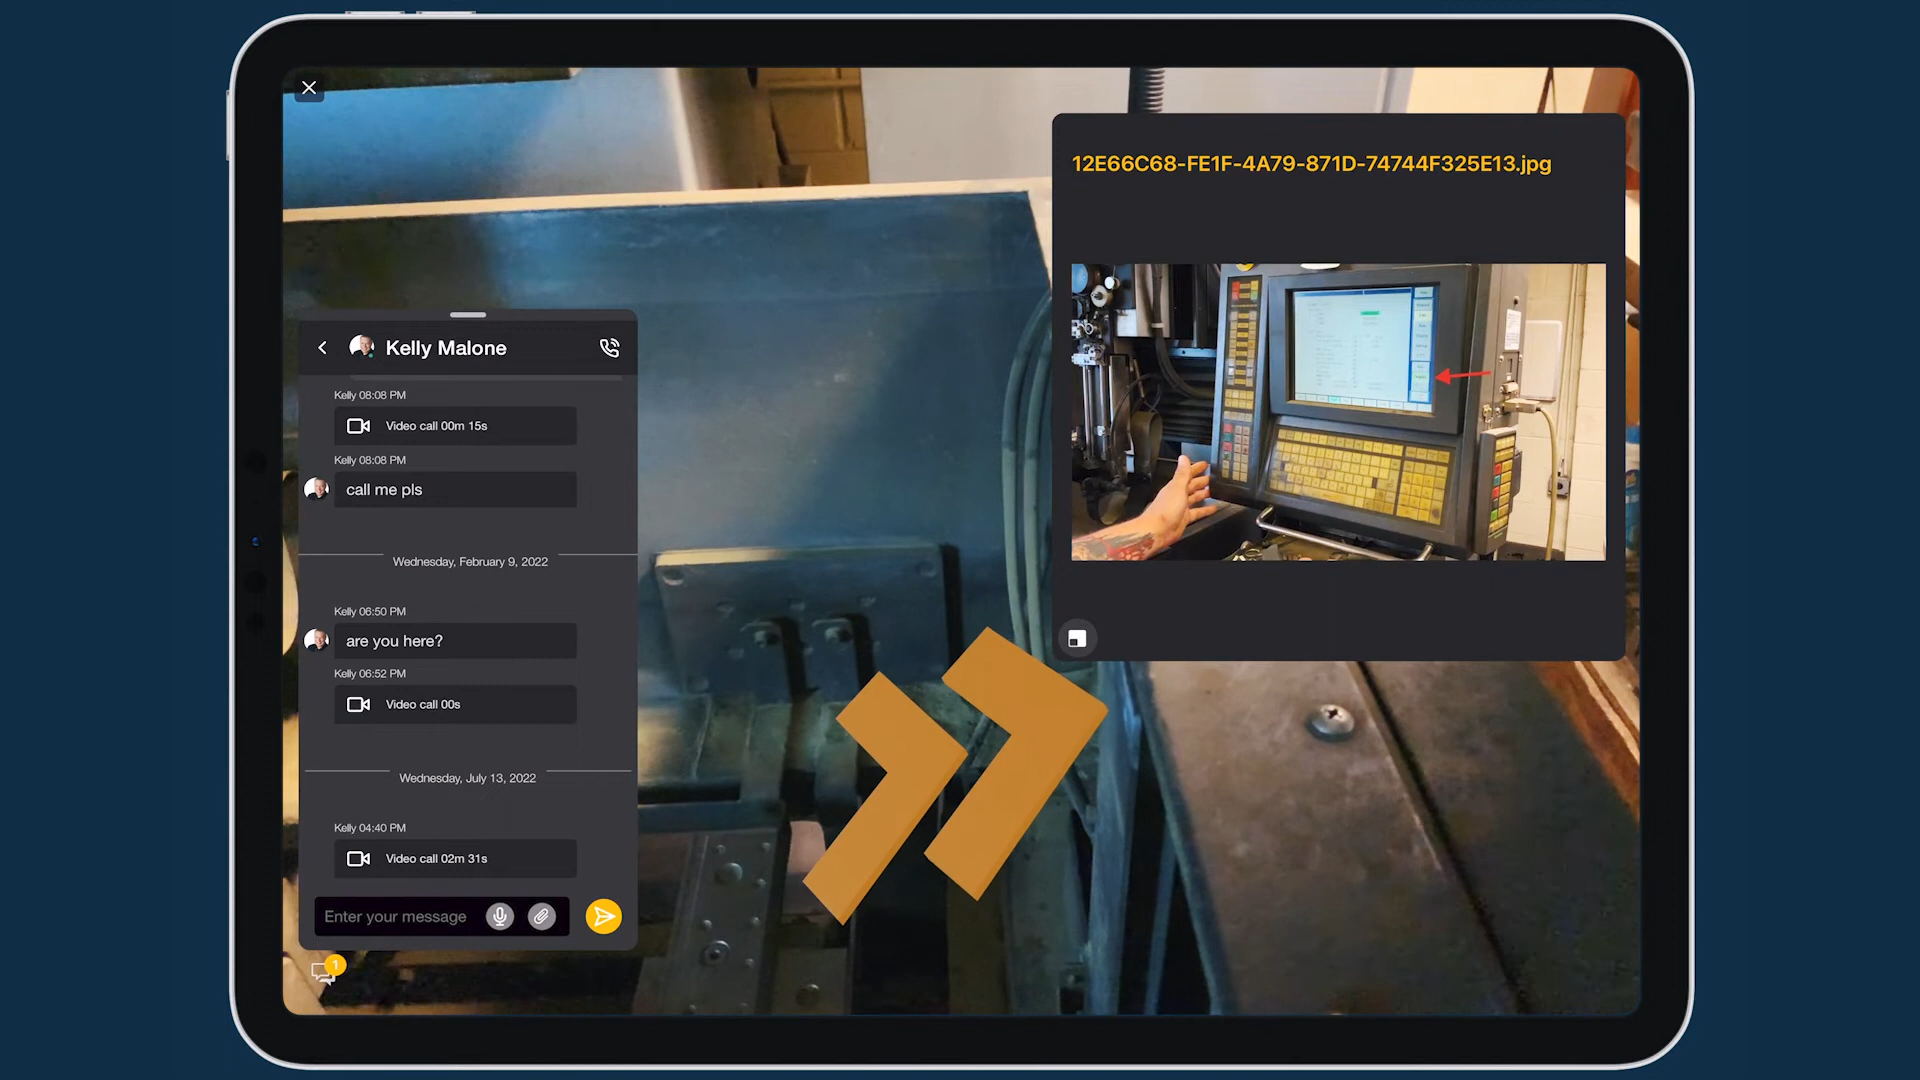 12E66C68-FE1F-4A79-871D-74744F325E13.jpg
Kelly Malone
Kelly 08:08 PM
Video call 00m 15s
Kelly 08:08 PM
call me pls
Wednesday, February 9, 2022
Kelly 06:50 PM
are you here?
Kelly 06:52 PM
Video call 00s
Wednesday, July 13, 2022
Kelly 04:40 PM
Video call 02m 31s
Enter your message
1